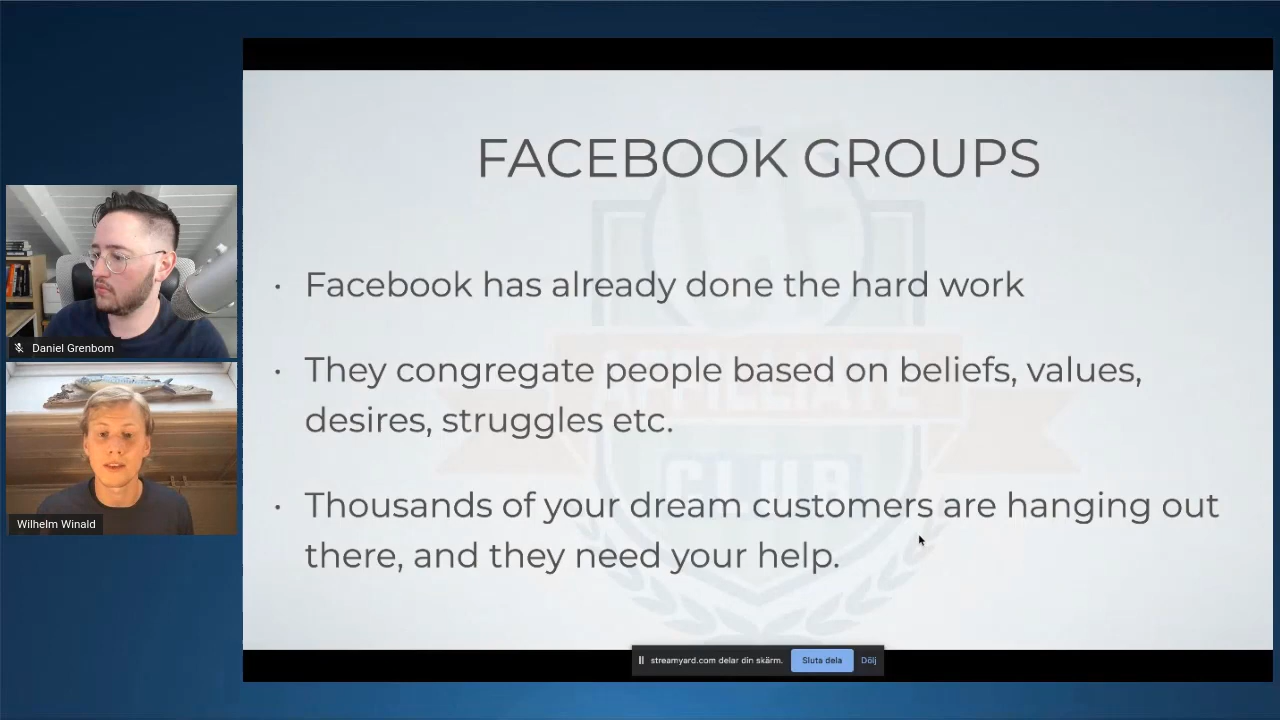 FACEBOOK GROUPS
• Facebook has already done the hard work
• They congregate people based on beliefs, values,
desires, struggles etc.
• Thousands of your dream customers are hanging out
there, and they need your help.
AFFILIATE
CLUB
Daniel Grenbom
Wilhelm Winald
streamyard.com delar din skärm. Sluta dela Dölj